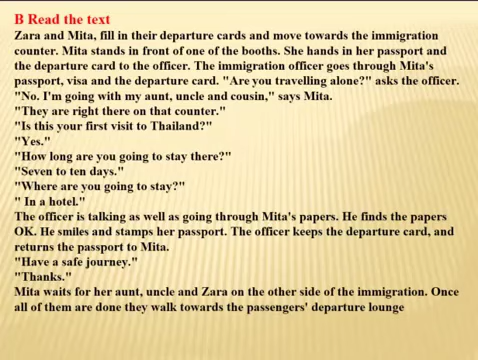 B Read the text
Zara and Mita, fill in their departure cards and move towards the immigration
counter. Mita stands in front of one of the booths. She hands in her passport and
the departure card to the officer. The immigration officer goes through Mita's
passport, visa and the departure card. "Are you travelling alone?" asks the officer.
"No. I'm going with my aunt, uncle and cousin," says Mita.
"They are right there on that counter."
"Is this your first visit to Thailand?"
"Yes."
"How long are you going to stay there?"
"Seven to ten days."
"Where are you going to stay?"
" In a hotel."
The officer is talking as well as going through Mita's papers. He finds the papers
OK. He smiles and stamps her passport. The officer keeps the departure card, and
returns the passport to Mita.
"Have a safe journey."
"Thanks."
Mita waits for her aunt, uncle and Zara on the other side of the immigration. Once
all of them are done they walk towards the passengers' departure lounge